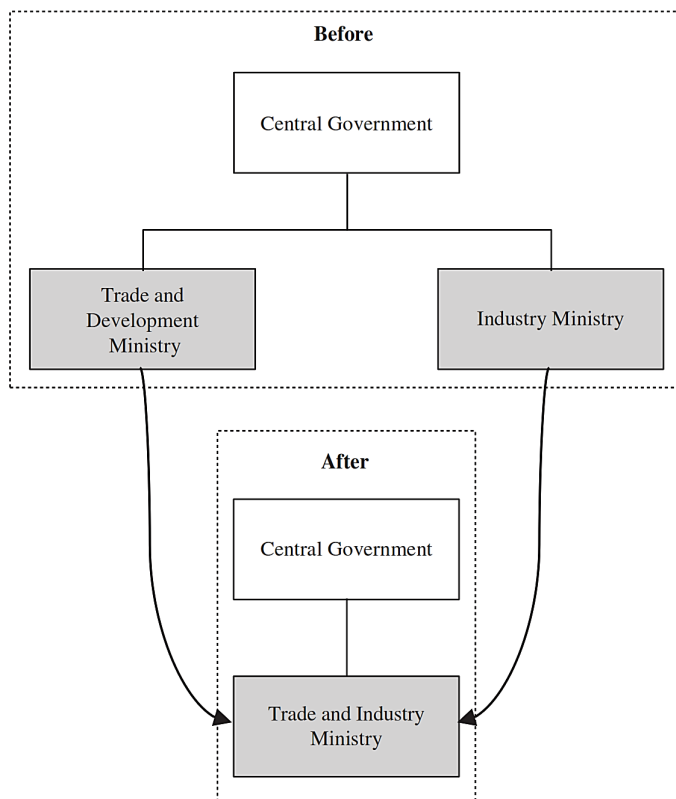 Before
Central Government
Trade and
Development
Ministry
Industry Ministry
After
Central Government
Trade and Industry
Ministry